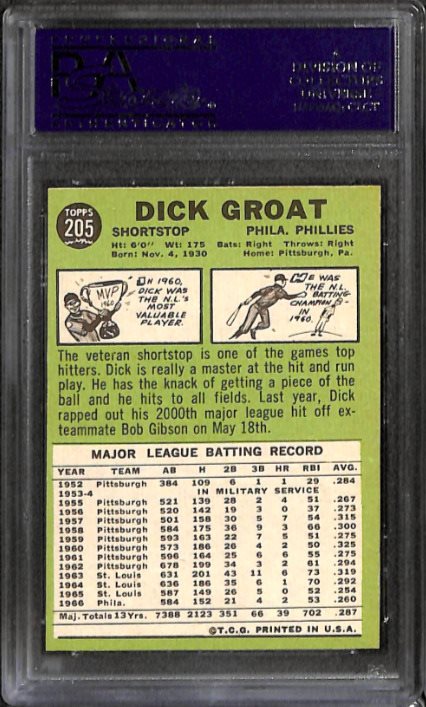 PSA
DIVISION OF
COLLECTORS
UNIVERSE
TOPPS
205
DICK GROAT
SHORTSTOP PHILA. PHILLIES
Ht: 6'0" Wt: 175 Bats: Right Throws: Right
Born: Nov. 4, 1930 Home: Pittsburgh, Pa.
MVP
1960
IN 1960,
DICK WAS
THE N.L.'S
MOST
VALUABLE
PLAYER.
HE WAS
THE N.L.
BATTING
CHAMPION
IN
1960.
The veteran shortstop is one of the games top
hitters. Dick is really a master at the hit and run
play. He has the knack of getting a piece of the
ball and he hits to all fields. Last year, Dick
rapped out his 2000th major league hit off ex-
teammate Bob Gibson on May 18th.
MAJOR LEAGUE BATTING RECORD
YEAR TEAM AB H 2B 3B HR RBI AVG.
1952 Pittsburgh 384 109 6 1 1 29 .284
1953-4 IN MILITARY SERVICE
1955 Pittsburgh 521 139 28 2 4 51 .267
1956 Pittsburgh 520 142 19 3 0 37 .273
1957 Pittsburgh 501 158 30 5 7 54 .315
1958 Pittsburgh 584 175 36 9 3 66 .300
1959 Pittsburgh 593 163 22 7 5 51 .275
1960 Pittsburgh 573 186 26 4 2 50 .325
1961 Pittsburgh 596 164 25 6 6 55 .275
1962 Pittsburgh 678 199 34 3 2 61 .294
1963 St. Louis 631 201 43 11 6 73 .319
1964 St. Louis 636 186 35 6 1 70 .292
1965 St. Louis 587 149 26 5 0 52 .254
1966 Phila. 584 152 21 4 2 53 .260
Maj. Totals 13 Yrs. 7388 2123 351 66 39 702 .287
©T.C.G. PRINTED IN U.S.A.